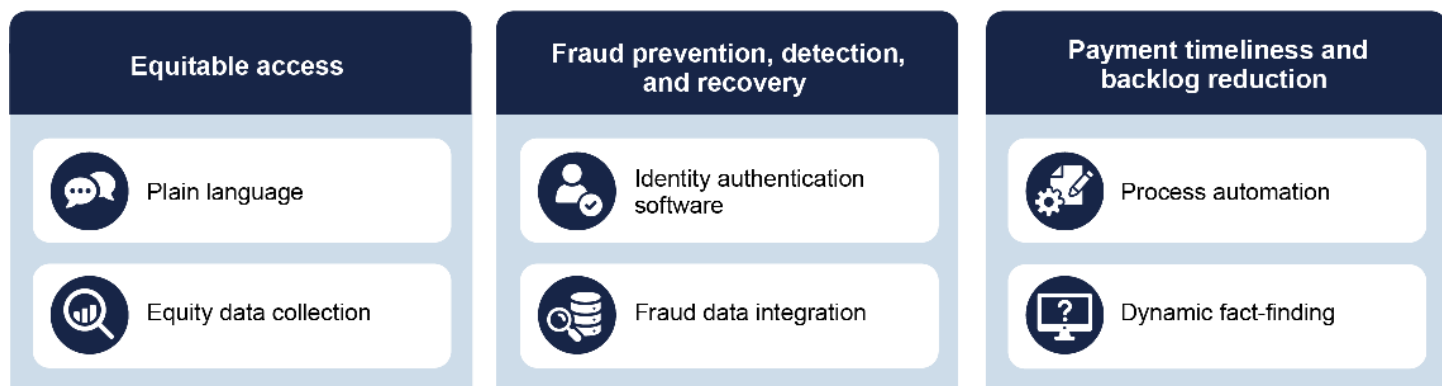 Equitable access
Plain language
Equity data collection
Fraud prevention, detection,
and recovery
Identity authentication
software
Fraud data integration
Payment timeliness and
backlog reduction
Process automation
?
Dynamic fact-finding